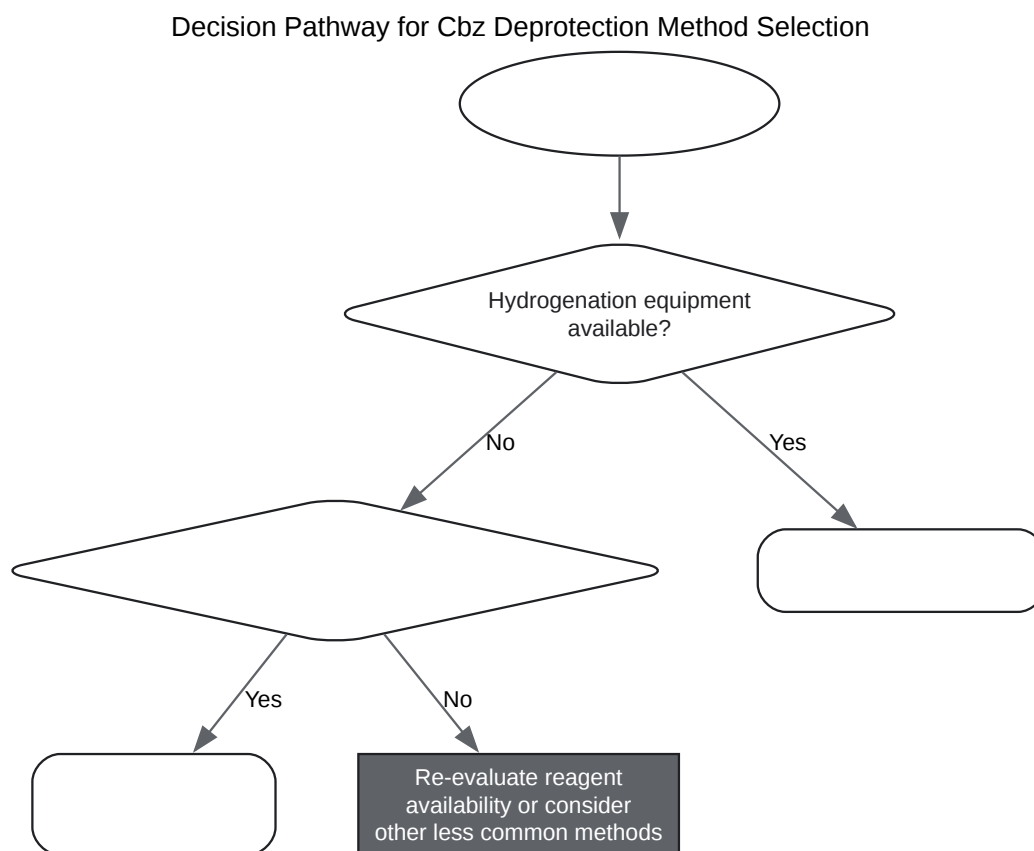 Decision Pathway for Cbz Deprotection Method Selection
Hydrogenation equipment
available?
No
Yes
Yes
No
Re-evaluate reagent
availability or consider
other less common methods